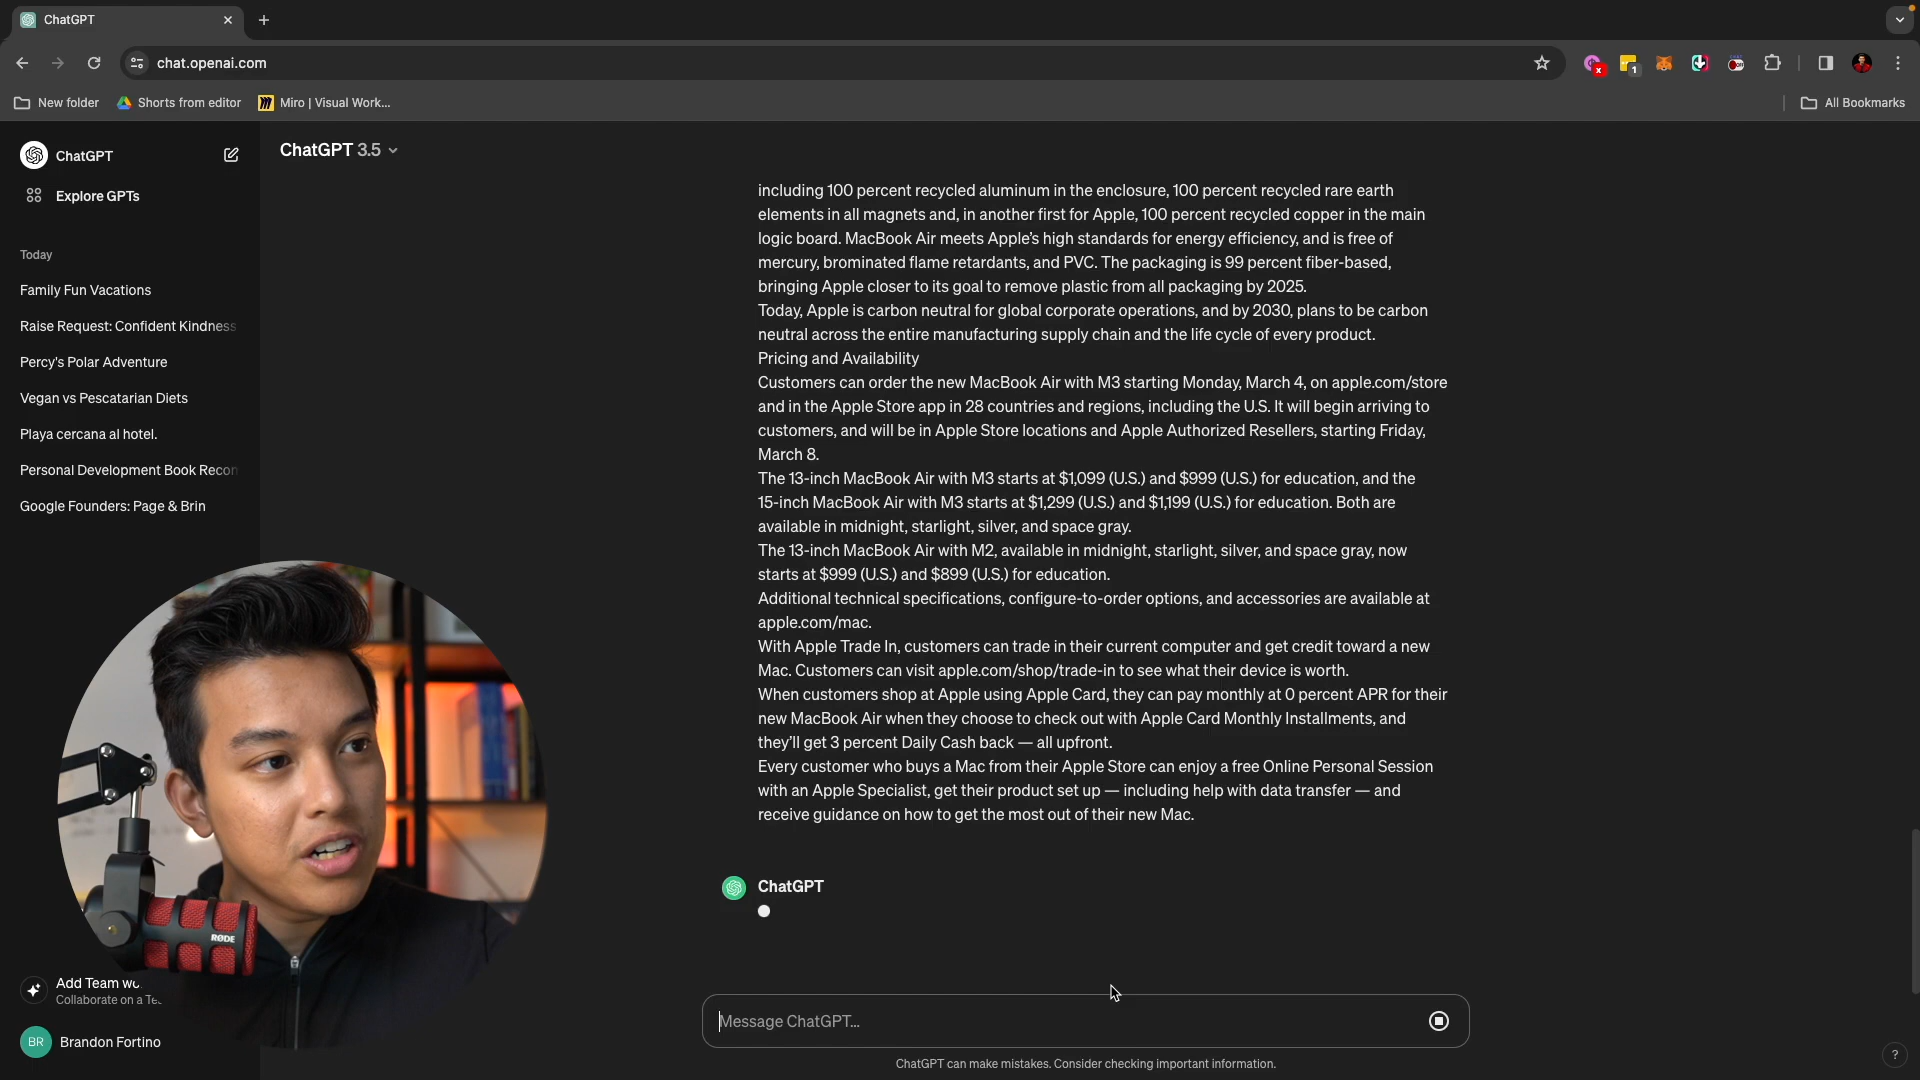 ChatGPT
chat.openai.com
New folder
Shorts from editor
Miro | Visual Work...
All Bookmarks
ChatGPT
Explore GPTs
Today
Family Fun Vacations
Raise Request: Confident Kindness
Percy's Polar Adventure
Vegan vs Pescatarian Diets
Playa cercana al hotel.
Personal Development Book Recon
Google Founders: Page & Brin
Add Team wo
Collaborate on a Te
BR
Brandon Fortino
RØDE
ChatGPT 3.5
including 100 percent recycled aluminum in the enclosure, 100 percent recycled rare earth
elements in all magnets and, in another first for Apple, 100 percent recycled copper in the main
logic board. MacBook Air meets Apple’s high standards for energy efficiency, and is free of
mercury, brominated flame retardants, and PVC. The packaging is 99 percent fiber-based,
bringing Apple closer to its goal to remove plastic from all packaging by 2025.
Today, Apple is carbon neutral for global corporate operations, and by 2030, plans to be carbon
neutral across the entire manufacturing supply chain and the life cycle of every product.
Pricing and Availability
Customers can order the new MacBook Air with M3 starting Monday, March 4, on apple.com/store
and in the Apple Store app in 28 countries and regions, including the U.S. It will begin arriving to
customers, and will be in Apple Store locations and Apple Authorized Resellers, starting Friday,
March 8.
The 13-inch MacBook Air with M3 starts at $1,099 (U.S.) and $999 (U.S.) for education, and the
15-inch MacBook Air with M3 starts at $1,299 (U.S.) and $1,199 (U.S.) for education. Both are
available in midnight, starlight, silver, and space gray.
The 13-inch MacBook Air with M2, available in midnight, starlight, silver, and space gray, now
starts at $999 (U.S.) and $899 (U.S.) for education.
Additional technical specifications, configure-to-order options, and accessories are available at
apple.com/mac.
With Apple Trade In, customers can trade in their current computer and get credit toward a new
Mac. Customers can visit apple.com/shop/trade-in to see what their device is worth.
When customers shop at Apple using Apple Card, they can pay monthly at 0 percent APR for their
new MacBook Air when they choose to check out with Apple Card Monthly Installments, and
they’ll get 3 percent Daily Cash back — all upfront.
Every customer who buys a Mac from their Apple Store can enjoy a free Online Personal Session
with an Apple Specialist, get their product set up — including help with data transfer — and
receive guidance on how to get the most out of their new Mac.
ChatGPT
Message ChatGPT...
ChatGPT can make mistakes. Consider checking important information.
?